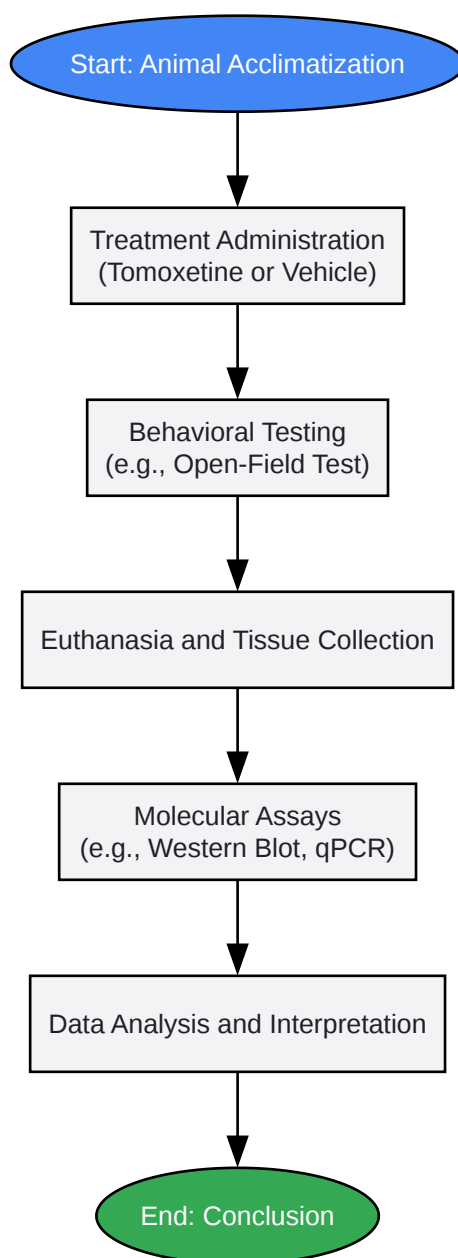 Start: Animal Acclimatization
Treatment Administration
(Tomoxetine or Vehicle)
Behavioral Testing
(e.g., Open-Field Test)
Euthanasia and Tissue Collection
Molecular Assays
(e.g., Western Blot, qPCR)
Data Analysis and Interpretation
End: Conclusion